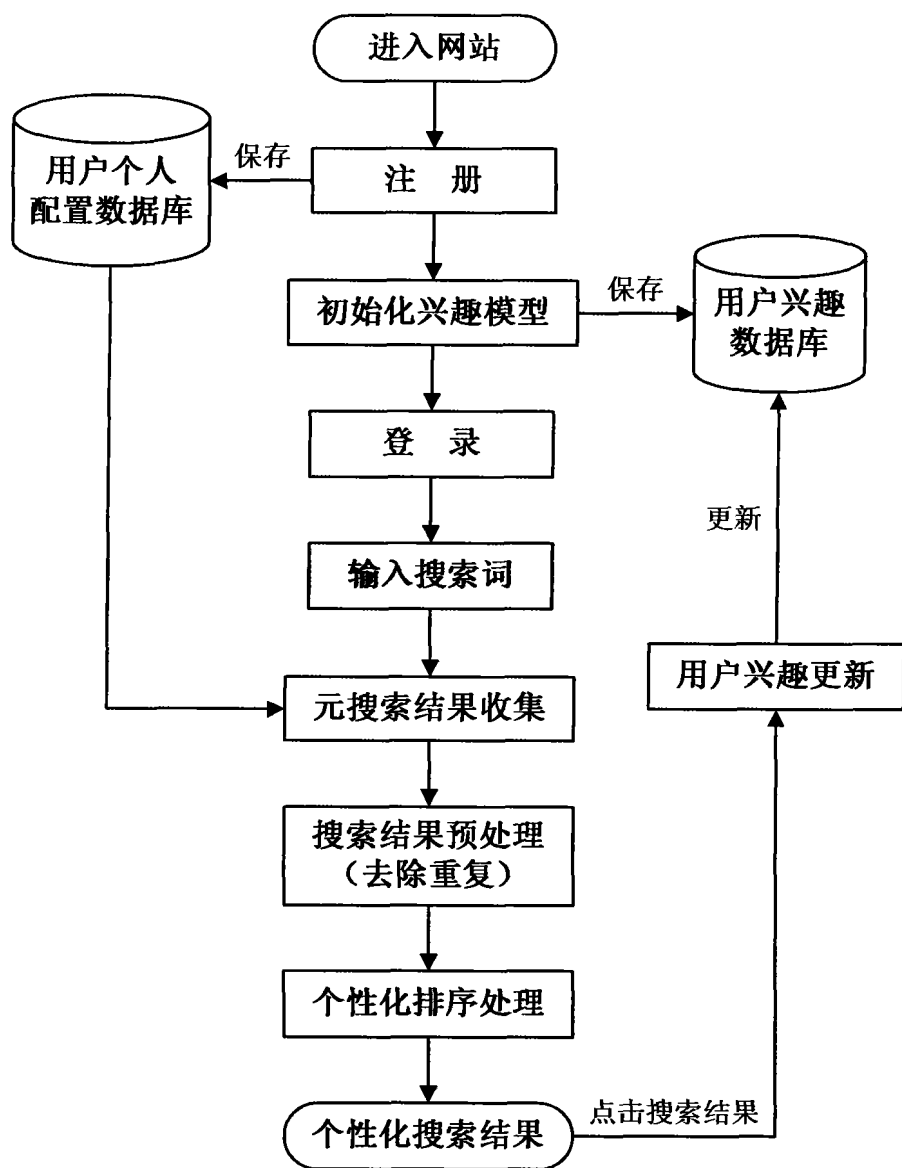 进入网站
用户个人
配置数据库
保存
注 册
初始化兴趣模型
保存
用户兴趣
数据库
登 录
更新
输入搜索词
用户兴趣更新
元搜索结果收集
搜索结果预处理
（去除重复）
个性化排序处理
个性化搜索结果
点击搜索结果